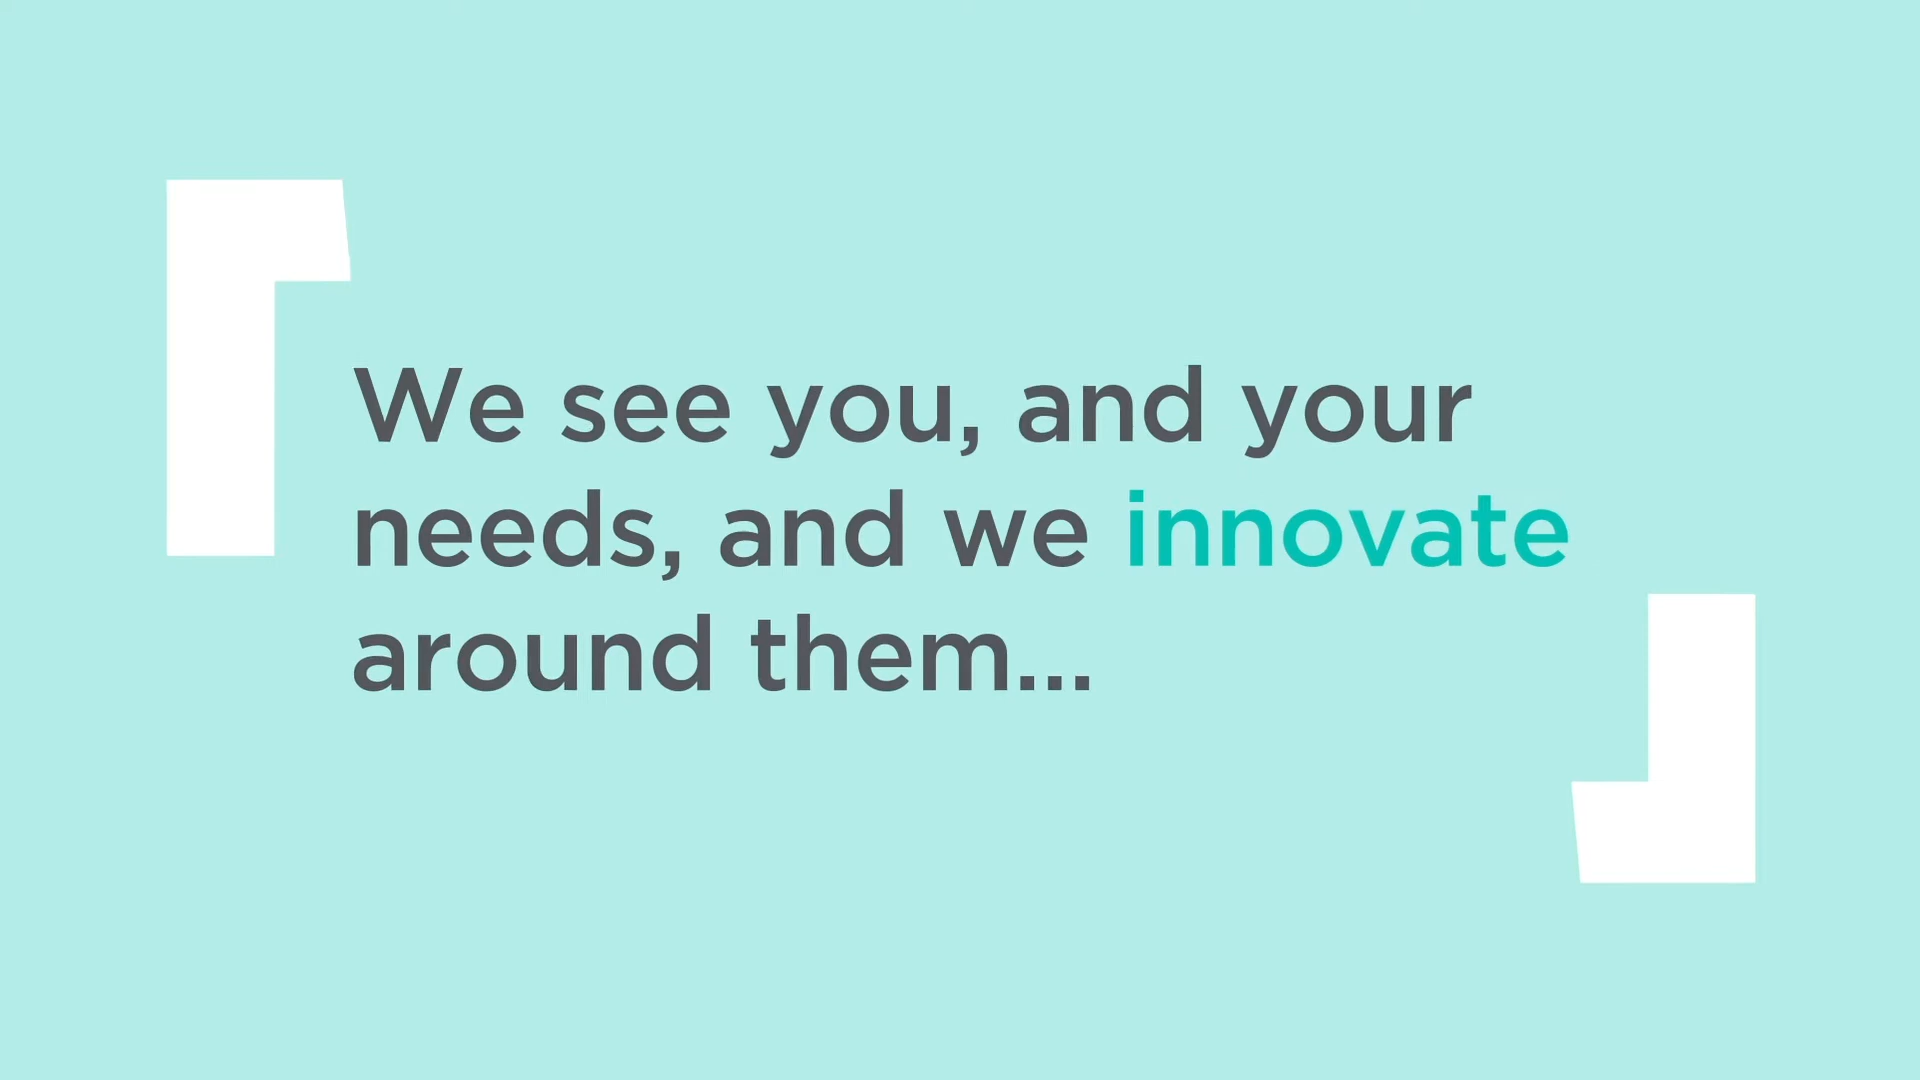 We see you, and your
needs, and we innovate
around them...